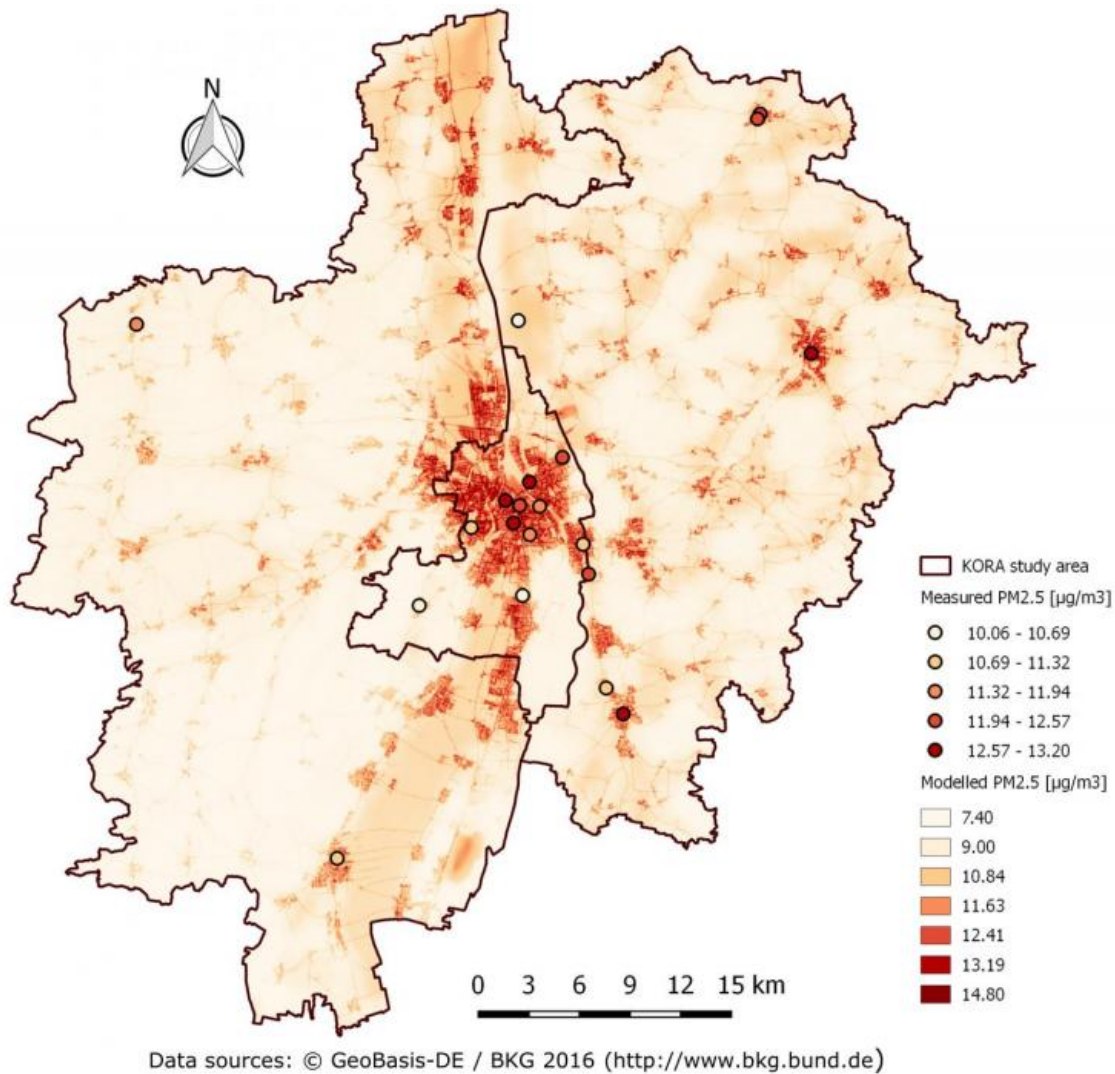 N
KORA study area
Measured PM2.5 [µg/m3]
10.06 - 10.69
10.69 - 11.32
11.32 - 11.94
11.94 - 12.57
12.57 - 13.20
Modelled PM2.5 [µg/m3]
7.40
9.00
10.84
11.63
12.41
13.19
14.80
0 3 6 9 12 15 km
Data sources: © GeoBasis-DE / BKG 2016 (http://www.bkg.bund.de)